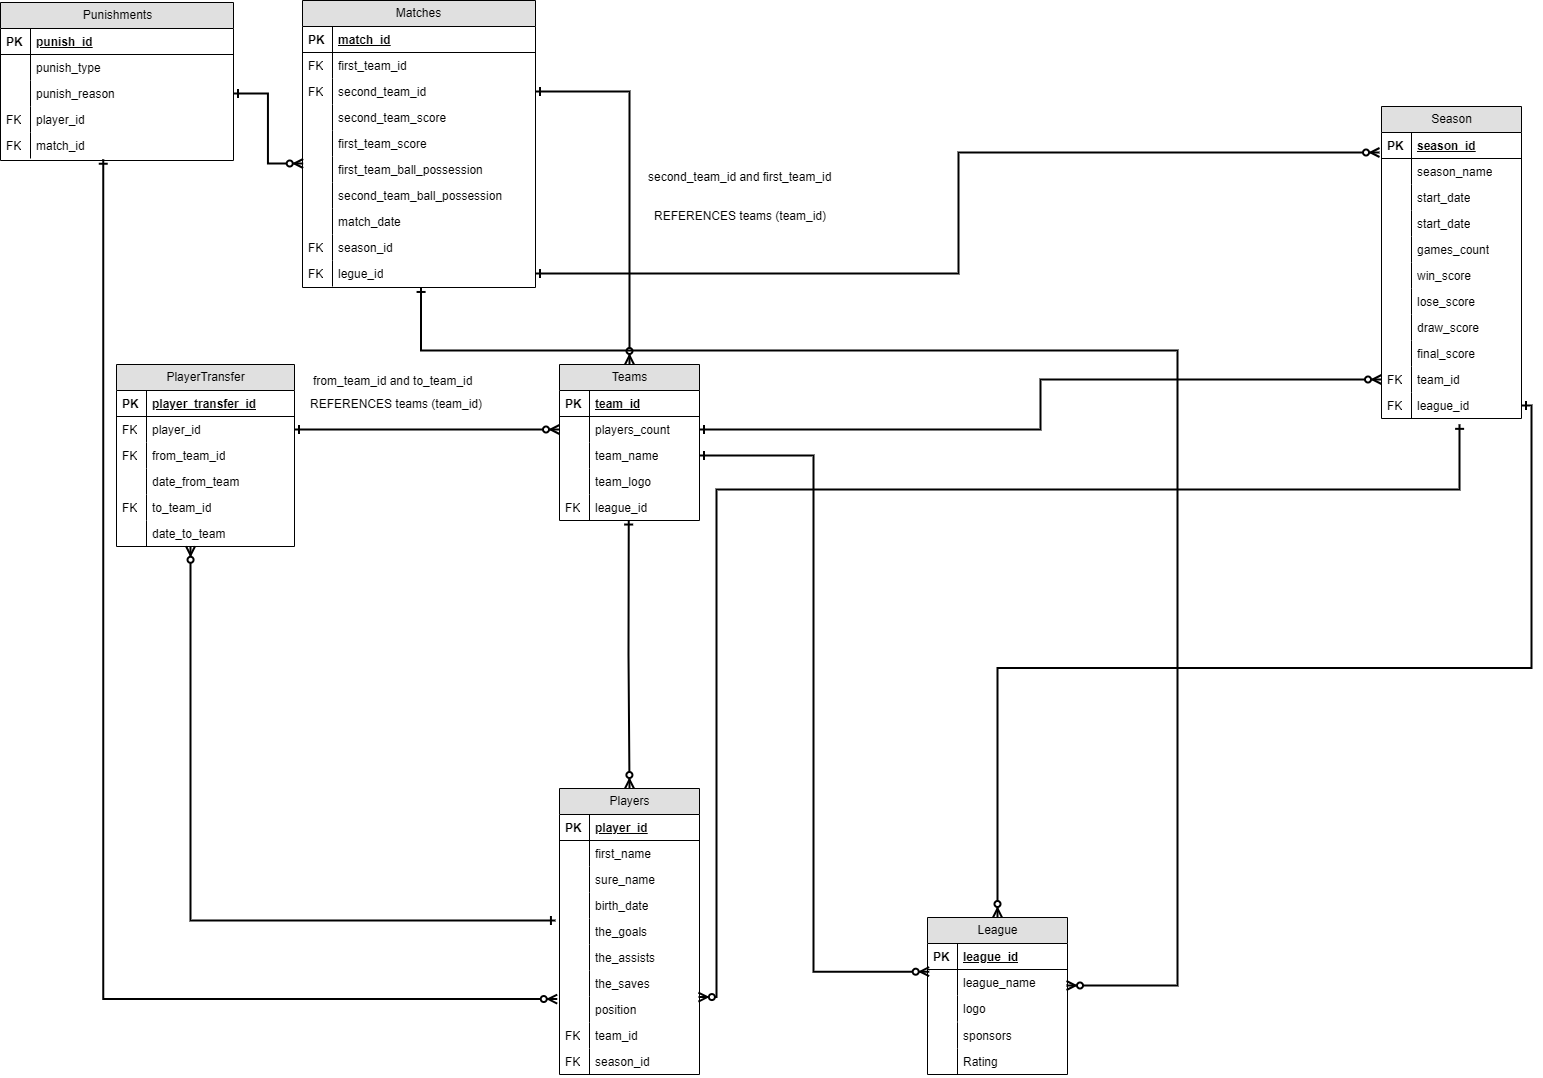 Punishments
PK punish_id
punish_type
punish_reason
FK player_id
FK match_id
Matches
PK match_id
FK first_team_id
FK second_team_id
second_team_score
first_team_score
first_team_ball_possession
second_team_ball_possession
match_date
FK season_id
FK legue_id
second_team_id and first_team_id
REFERENCES teams (team_id)
Season
PK season_id
season_name
start_date
start_date
games_count
win_score
lose_score
draw_score
final_score
FK team_id
FK league_id
PlayerTransfer
PK player_transfer_id
FK player_id
FK from_team_id
date_from_team
FK to_team_id
date_to_team
from_team_id and to_team_id
REFERENCES teams (team_id)
Teams
PK team_id
players_count
team_name
team_logo
FK league_id
Players
PK player_id
first_name
sure_name
birth_date
the_goals
the_assists
the_saves
position
FK team_id
FK season_id
League
PK league_id
league_name
logo
sponsors
Rating